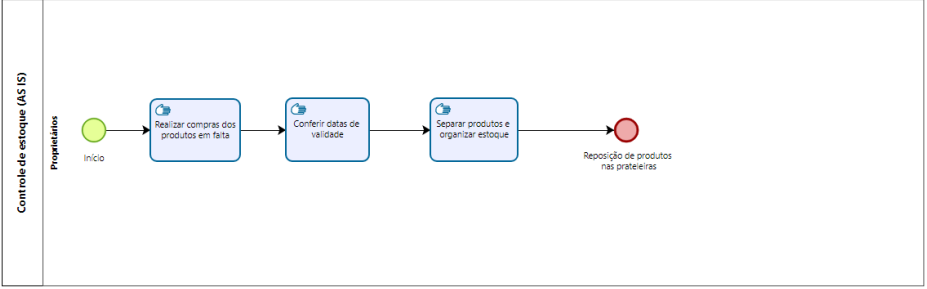 Controle de estoque (AS IS)
Proprietários
Início
Realizar compras dos
produtos em falta
Conferir datas de
validade
Separar produtos e
organizar estoque
Reposição de produtos
nas prateleiras